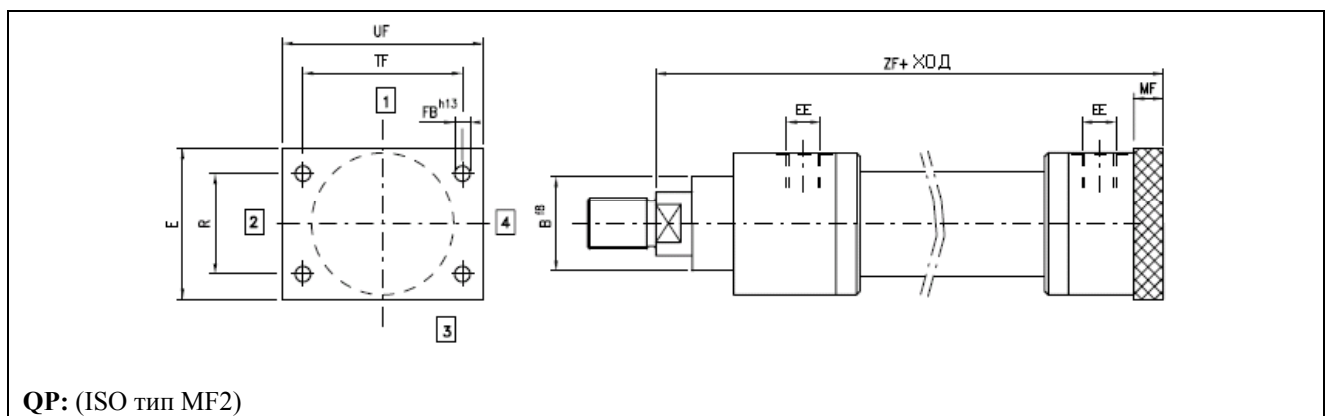 UF
TF
1
FB h13
E
R
2
4
3
ZF+ ХОД
MF
EE
EE
B f8
QP: (ISO тип MF2)